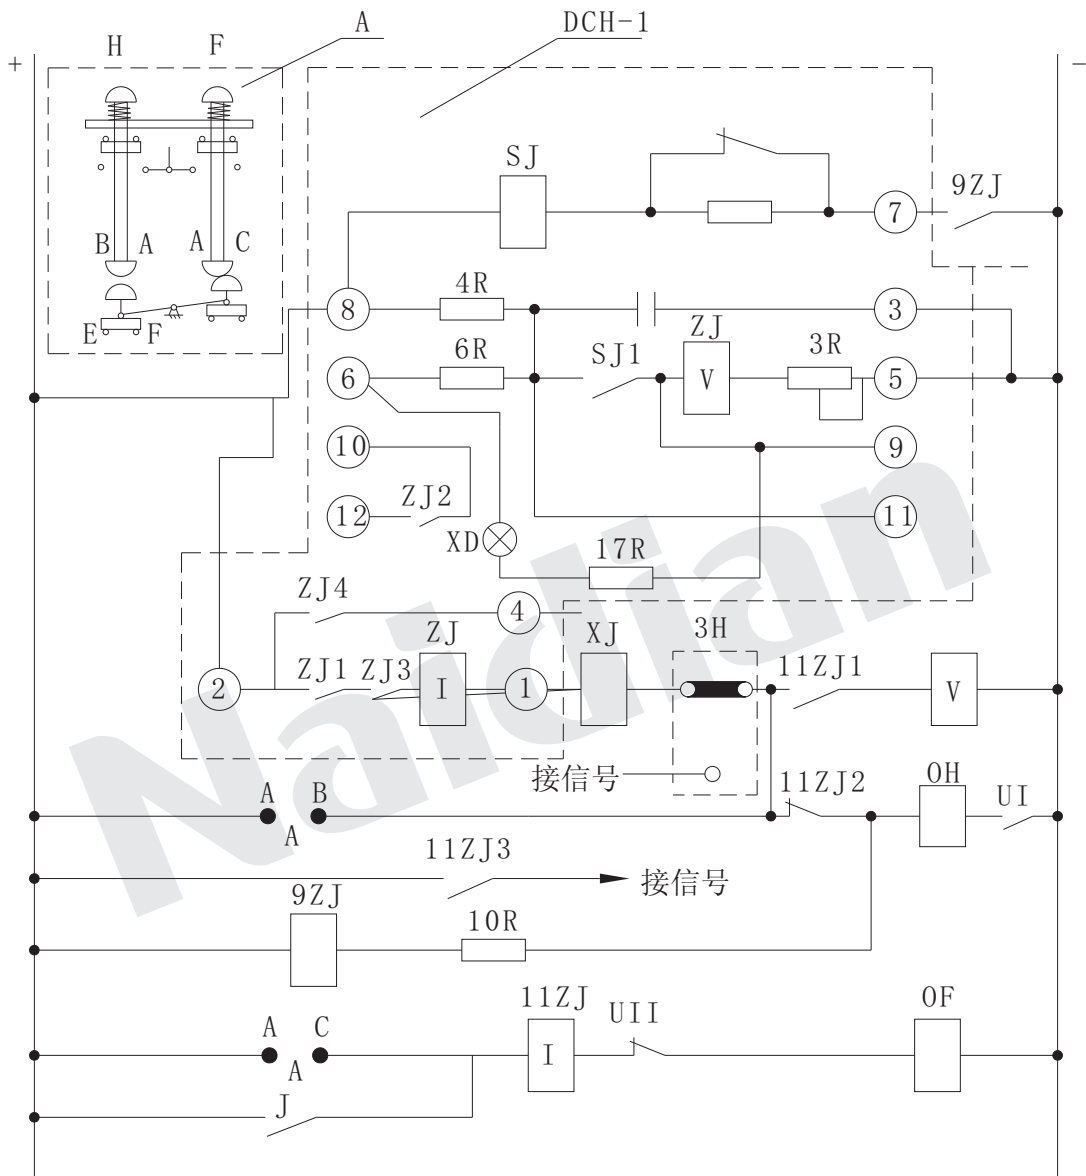 A
DCH-1
H
F
+
-
SJ
9ZJ
7
B
A
A
C
4R
8
3
ZJ
E
F
6R
SJ1
3R
6
V
5
10
9
ZJ2
12
11
XD
17R
ZJ4
4
ZJ
XJ
3H
ZJ1
ZJ3
11ZJ1
2
I
1
V
接信号
11ZJ2
OH
UI
A
B
A
11ZJ3
接信号
9ZJ
10R
11ZJ
UII
OF
A
C
I
A
J
Naidian